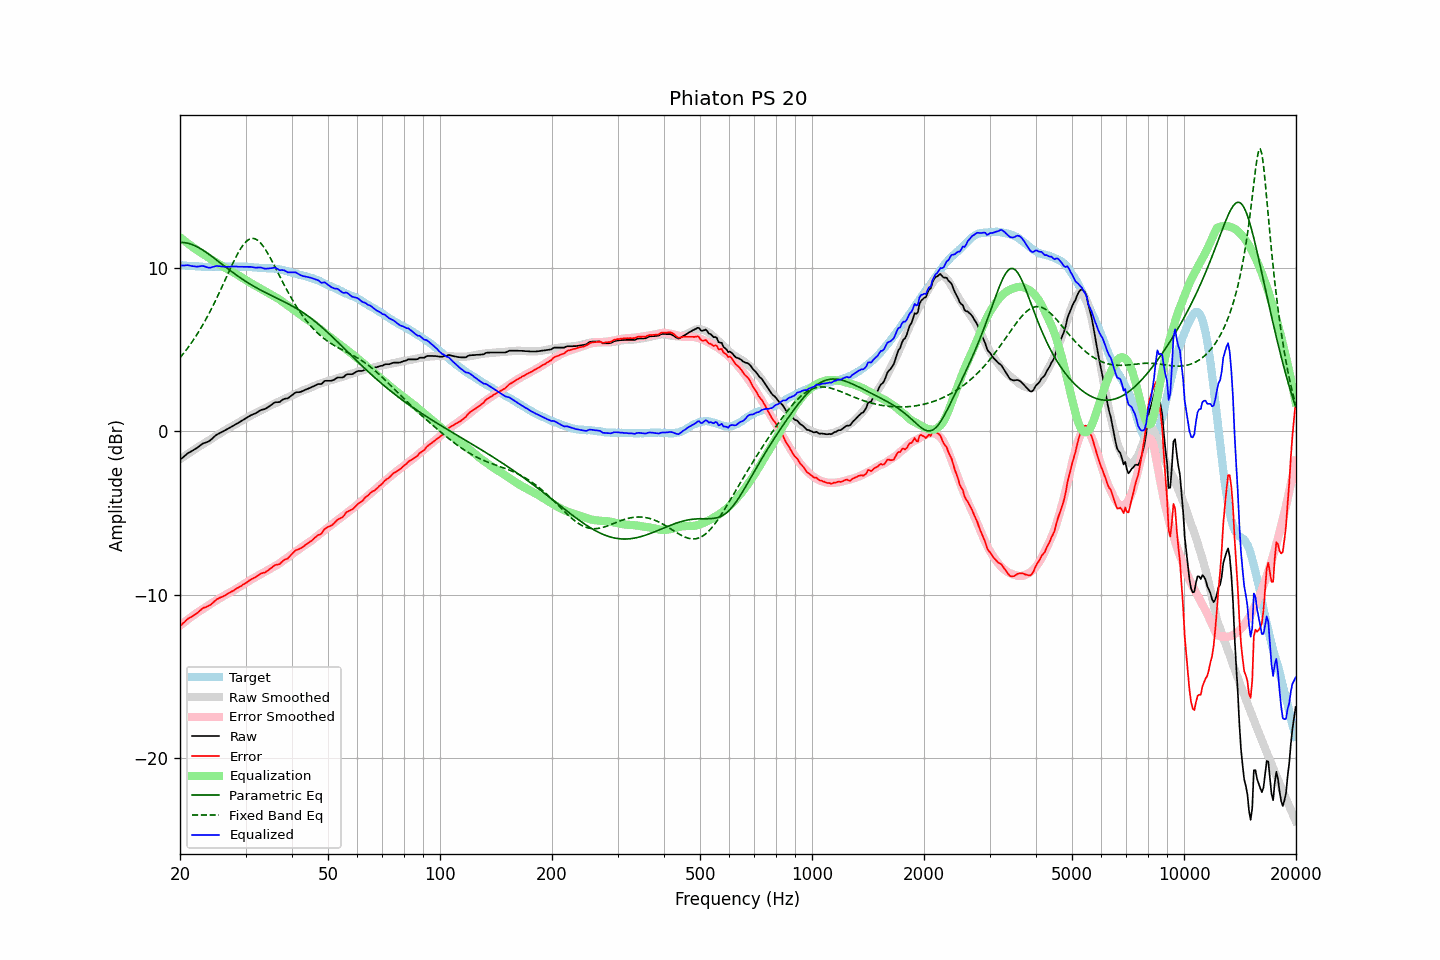 Phiaton PS 20
Amplitude (dBr)
10
0
−10
−20
Target
Raw Smoothed
Error Smoothed
Raw
Error
Equalization
Parametric Eq
Fixed Band Eq
Equalized
20 50 100 200 500 1000 2000 5000 10000 20000
Frequency (Hz)